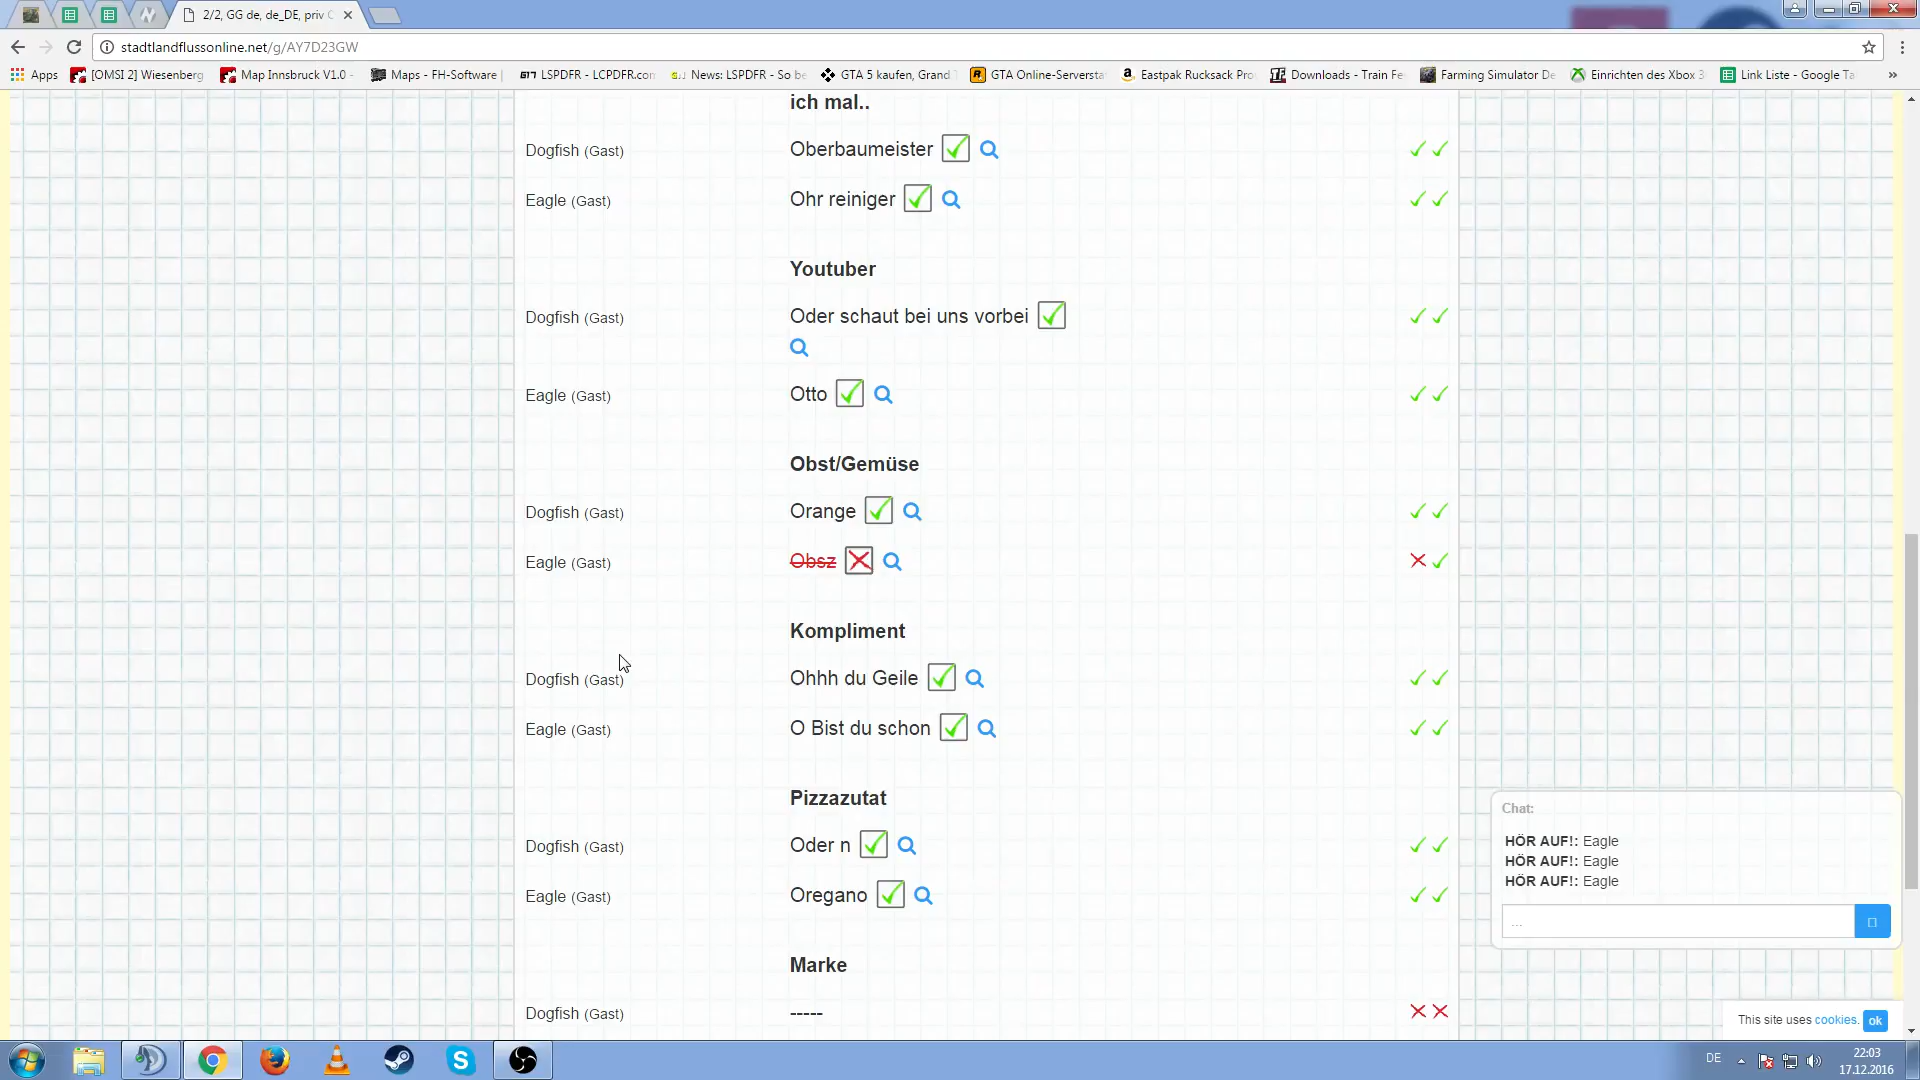 2/2, GG de, de_DE, priv
stadtlandflussonline.net/g/AY7D23GW
Apps
[OMSI 2] Wiesenberg
Map Innsbruck V1.0 -
Maps - FH-Software
LSPDFR - LCPDFR.com
News: LSPDFR - So be
GTA 5 kaufen, Grand
GTA Online-Serversta
Eastpak Rucksack Pro
Downloads - Train Fe
Farming Simulator De
Einrichten des Xbox 3
Link Liste - Google Ta
»
ich mal..
Dogfish (Gast) Oberbaumeister
Eagle (Gast) Ohr reiniger
Youtuber
Dogfish (Gast) Oder schaut bei uns vorbei
Eagle (Gast) Otto
Obst/Gemüse
Dogfish (Gast) Orange
Eagle (Gast) Obsz
Kompliment
Dogfish (Gast) Ohhh du Geile
Eagle (Gast) O Bist du schon
Pizzazutat
Dogfish (Gast) Oder n
Eagle (Gast) Oregano
Marke
Dogfish (Gast) -----
Chat:
HÖR AUF!: Eagle
HÖR AUF!: Eagle
HÖR AUF!: Eagle
...
This site uses cookies. ok
DE
22:03
17.12.2016